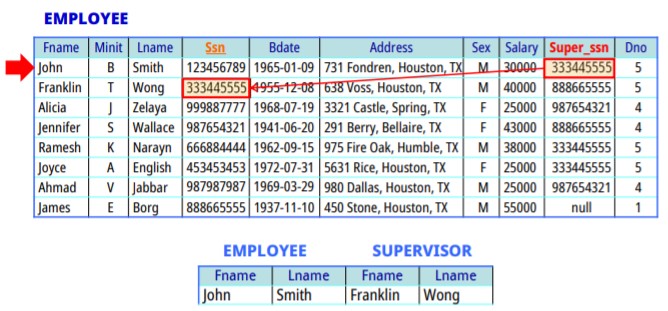 EMPLOYEE
Fname Minit Lname Ssn Bdate Address Sex Salary Super_ssn Dno
John B Smith 123456789 1965-01-09 731 Fondren, Houston, TX M 30000 333445555 5
Franklin T Wong 333445555 1955-12-08 638 Voss, Houston, TX M 40000 888665555 5
Alicia J Zelaya 999887777 1968-07-19 3321 Castle, Spring, TX F 25000 987654321 4
Jennifer S Wallace 987654321 1941-06-20 291 Berry, Bellaire, TX F 43000 888665555 4
Ramesh K Narayn 666884444 1962-09-15 975 Fire Oak, Humble, TX M 38000 333445555 5
Joyce A English 453453453 1972-07-31 5631 Rice, Houston, TX F 25000 333445555 5
Ahmad V Jabbar 987987987 1969-03-29 980 Dallas, Houston, TX M 25000 987654321 4
James E Borg 888665555 1937-11-10 450 Stone, Houston, TX M 55000 null 1
EMPLOYEE SUPERVISOR
Fname Lname Fname Lname
John Smith Franklin Wong